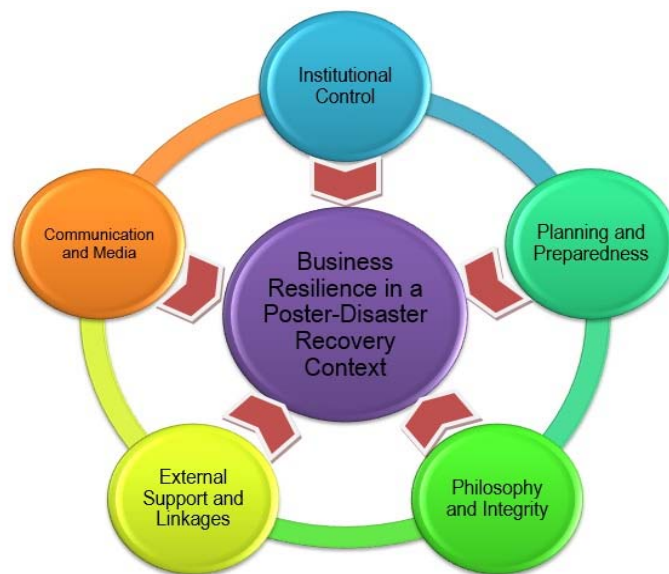 Institutional
Control
Planning and
Preparedness
Philosophy
and Integrity
External
Support and
Linkages
Communication
and Media
Business
Resilience in a
Poster-Disaster
Recovery
Context